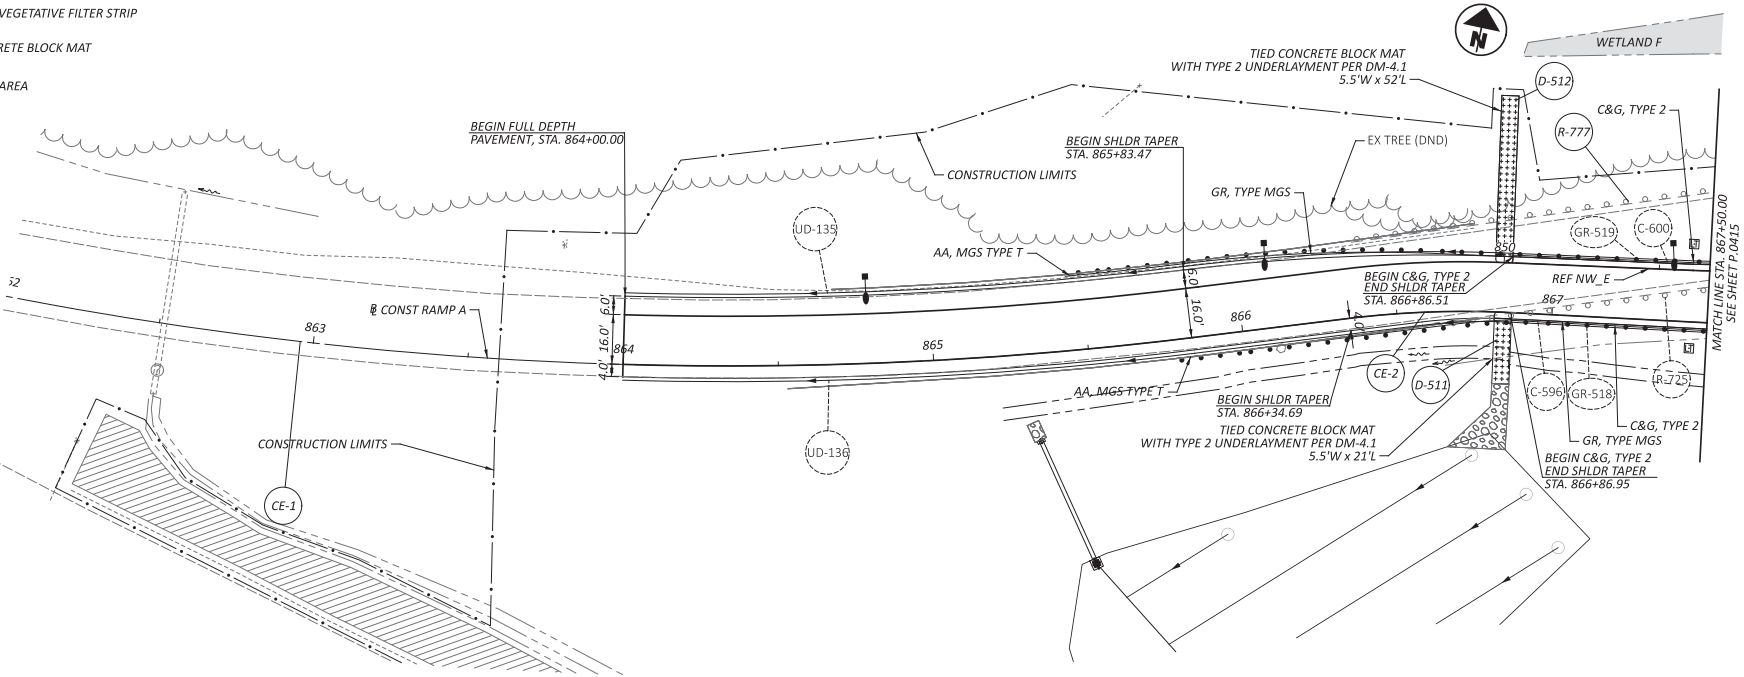 VEGETATIVE FILTER STRIP
RETE BLOCK MAT
AREA
N
WETLAND F
TIED CONCRETE BLOCK MAT
WITH TYPE 2 UNDERLAYMENT PER DM-4.1
5.5'W x 52'L
D-512
C&G, TYPE 2
R-777
BEGIN FULL DEPTH
PAVEMENT, STA. 864+00.00
BEGIN SHLDR TAPER
STA. 865+83.47
EX TREE (DND)
CONSTRUCTION LIMITS
GR, TYPE MGS
UD-135
GR-519
C-600
AA, MGS TYPE T
850
BEGIN C&G, TYPE 2
END SHLDR TAPER
STA. 866+86.51
REF NW_E
MATCH LINE STA. 867+50.00
SEE SHEET P.0415
52
CONST RAMP A
863
864
865
866
867
6.0'
16.0'
4.0'
6.0'
16.0'
4.0'
AA, MGS TYPE T
CE-2
D-511
C-596
GR-518
R-725
BEGIN SHLDR TAPER
STA. 866+34.69
TIED CONCRETE BLOCK MAT
WITH TYPE 2 UNDERLAYMENT PER DM-4.1
5.5'W x 21'L
C&G, TYPE 2
GR, TYPE MGS
BEGIN C&G, TYPE 2
END SHLDR TAPER
STA. 866+86.95
CONSTRUCTION LIMITS
UD-136
CE-1